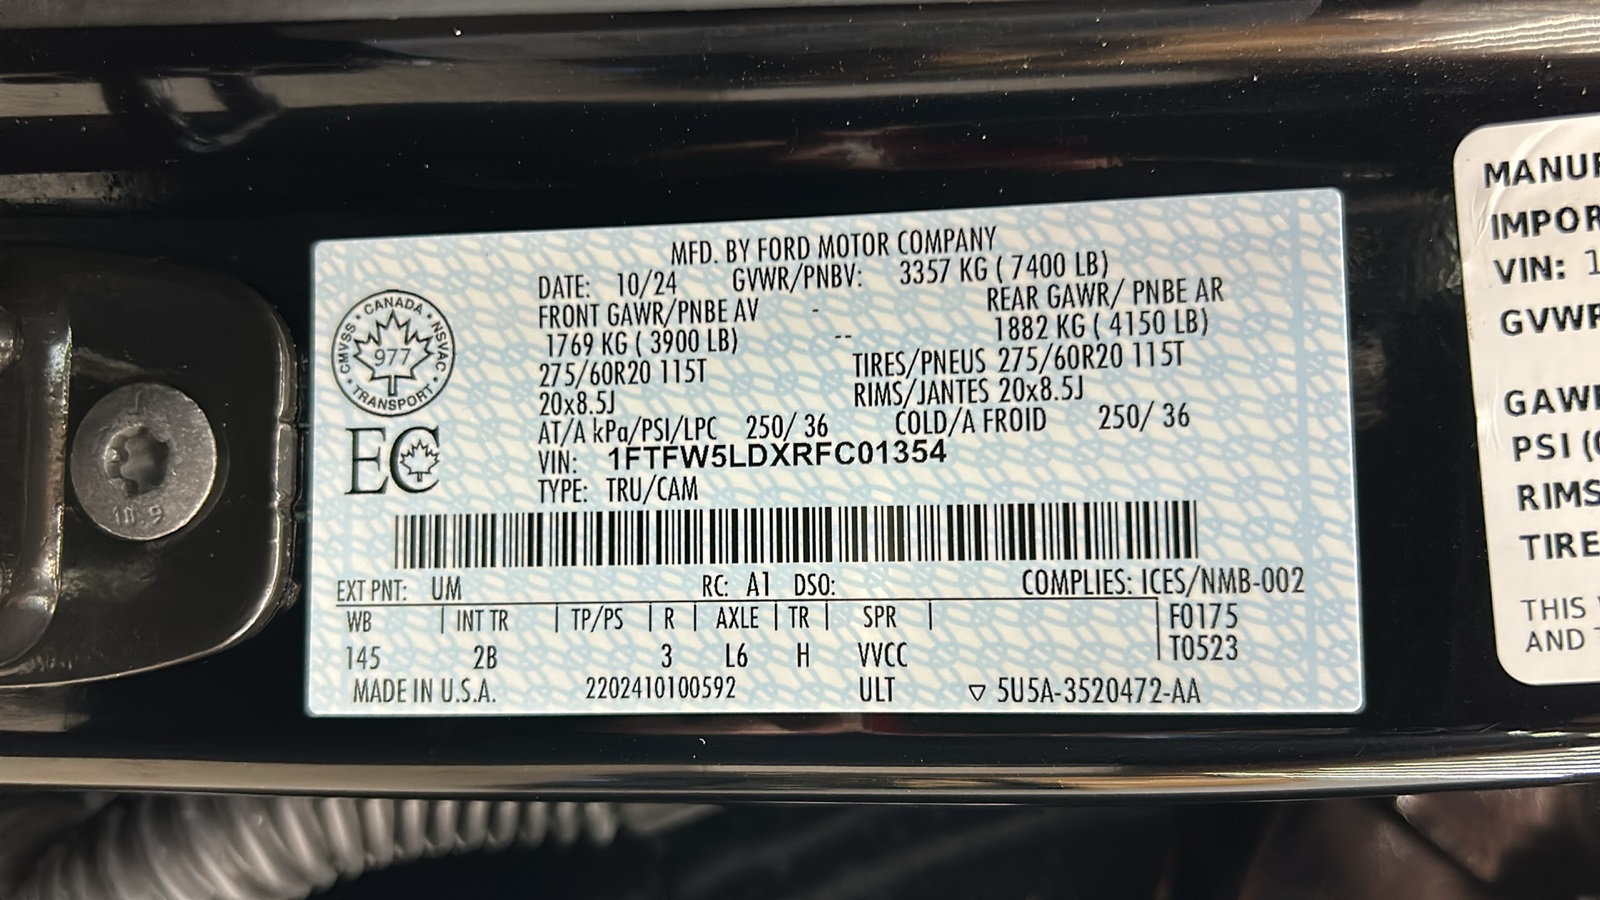 MFD. BY FORD MOTOR COMPANY
DATE: 10/24 GVWR/PNBV: 3357 KG ( 7400 LB)
FRONT GAWR/PNBE AV - REAR GAWR/ PNBE AR
1769 KG ( 3900 LB) -- 1882 KG ( 4150 LB)
275/60R20 115T TIRES/PNEUS 275/60R20 115T
20x8.5J RIMS/JANTES 20x8.5J
AT/A kPa/PSI/LPC 250/ 36 COLD/A FROID 250/ 36
VIN: 1FTFW5LDXRFC01354
TYPE: TRU/CAM
CANADA
CMVSS NSVAC
977
TRANSPORT
EC
10.9
EXT PNT: UM RC: A1 DSO: COMPLIES: ICES/NMB-002
WB | INT TR | TP/PS | R | AXLE | TR | SPR | F0175
145 2B 3 L6 H VVCC T0523
MADE IN U.S.A. 2202410100592 ULT ▽ 5U5A-3520472-AA
MANUF
IMPOR
VIN: 1
GVWR
GAWR
PSI (
RIMS
TIRE
THIS
AND